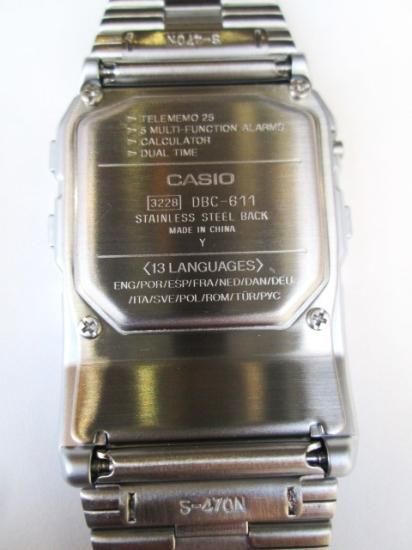 S-470N
TELEMEMO 25
5 MULTI-FUNCTION ALARMS
CALCULATOR
DUAL TIME
CASIO
3228 DBC-611
STAINLESS STEEL BACK
MADE IN CHINA
Y
〈13 LANGUAGES〉
ENG/POR/ESP/FRA/NED/DAN/DEU
/ITA/SVE/POL/ROM/TÜR/РУС
S-470N